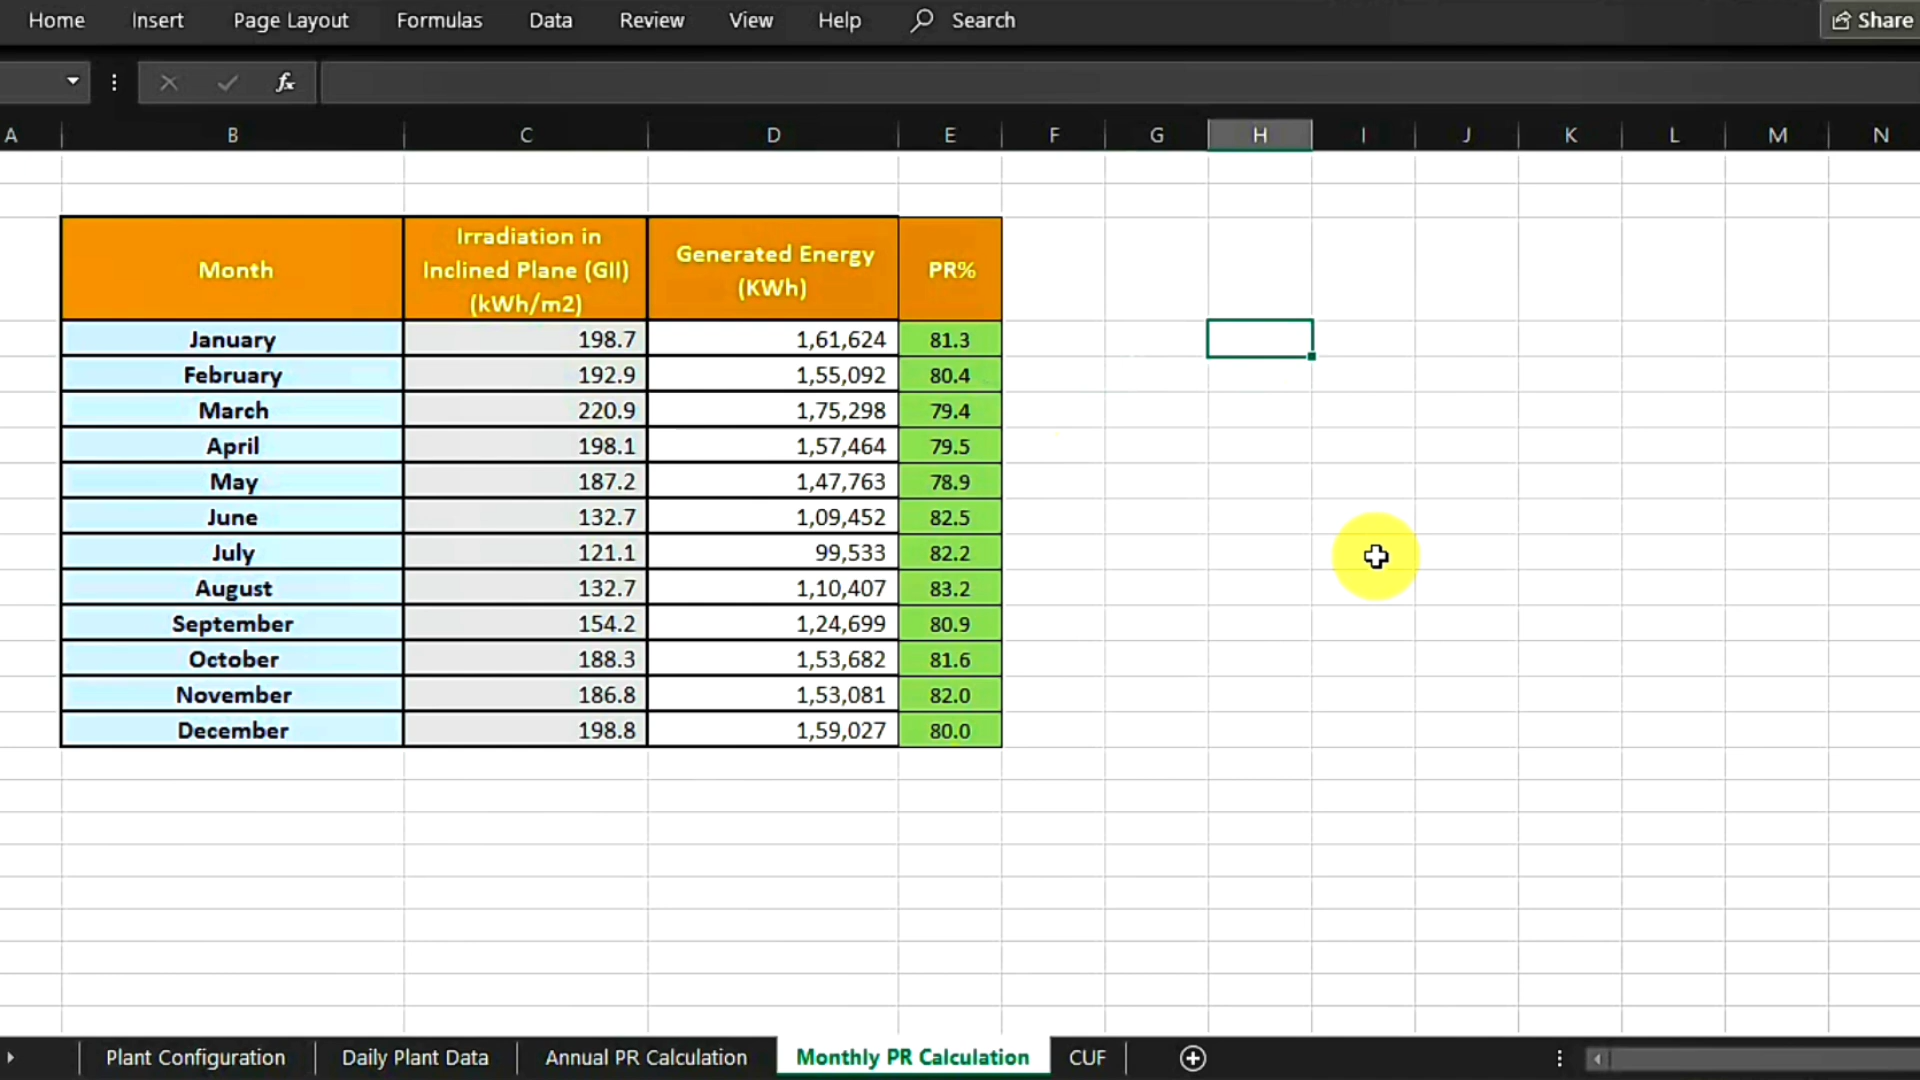 Home Insert Page Layout Formulas Data Review View Help Search Share
fx
A B C D E F G H I J K L M N
Month Irradiation in Inclined Plane (GII) (kWh/m2) Generated Energy (KWh) PR%
January 198.7 1,61,624 81.3
February 192.9 1,55,092 80.4
March 220.9 1,75,298 79.4
April 198.1 1,57,464 79.5
May 187.2 1,47,763 78.9
June 132.7 1,09,452 82.5
July 121.1 99,533 82.2
August 132.7 1,10,407 83.2
September 154.2 1,24,699 80.9
October 188.3 1,53,682 81.6
November 186.8 1,53,081 82.0
December 198.8 1,59,027 80.0
Plant Configuration Daily Plant Data Annual PR Calculation Monthly PR Calculation CUF